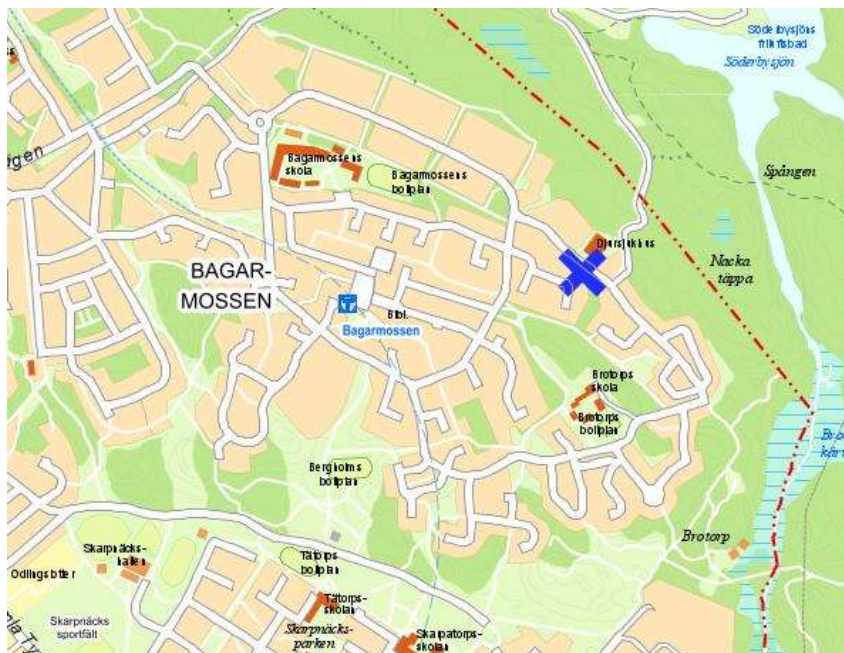 Söderbysjöns
friluftsbad
Söderbysjön
Bagarmossens
skola
Bagarmossens
bollplan
Spången
Djursjukhus
Nacka
täppa
BAGAR-
MOSSEN
Bibl.
Bagarmossen
Brotorps
skola
Brotorps
bollplan
Bergholms
bollplan
Brotorp
Skarpnäcks-
hallen
Tätorps
bollplan
Odlingslotter
Tätorps-
skolan
Skarpnäcks
sportfält
Skarpnäcks-
parken
Skarpatorps-
skolan